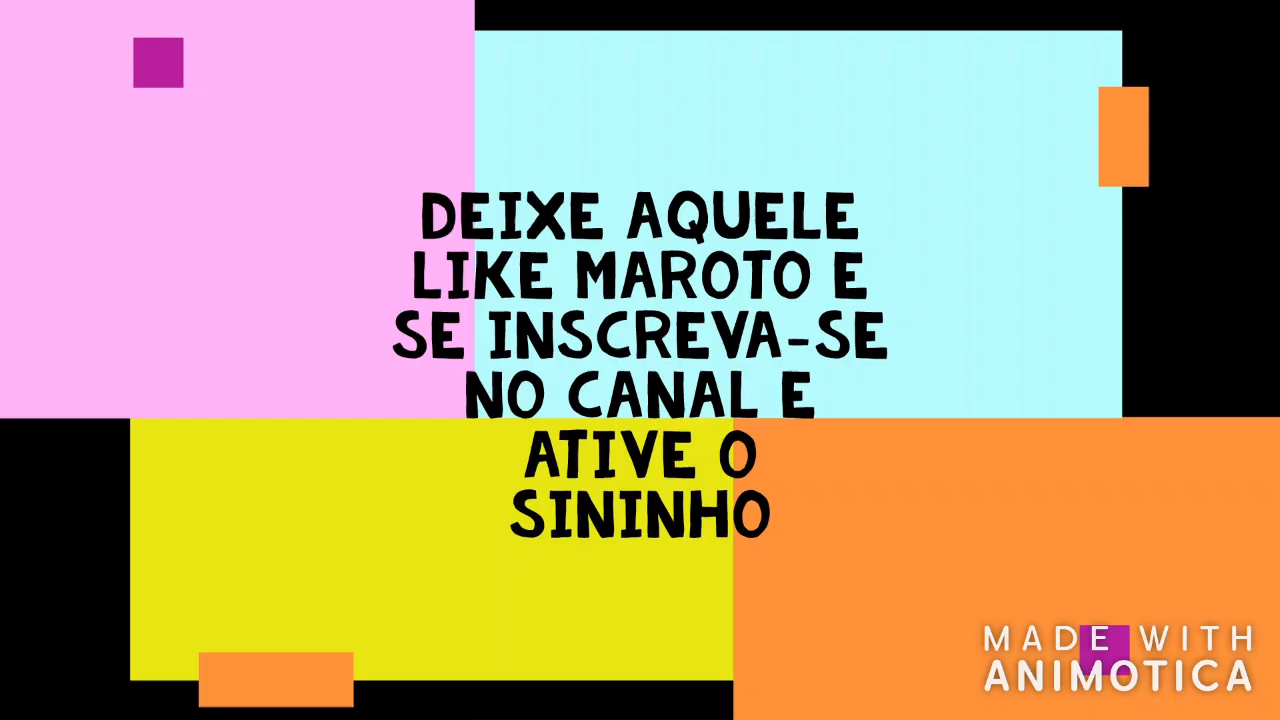 DEIXE AQUELE
LIKE MAROTO E
SE INSCREVA-SE
NO CANAL E
ATIVE O
SININHO
MADE WITH
ANIMOTICA